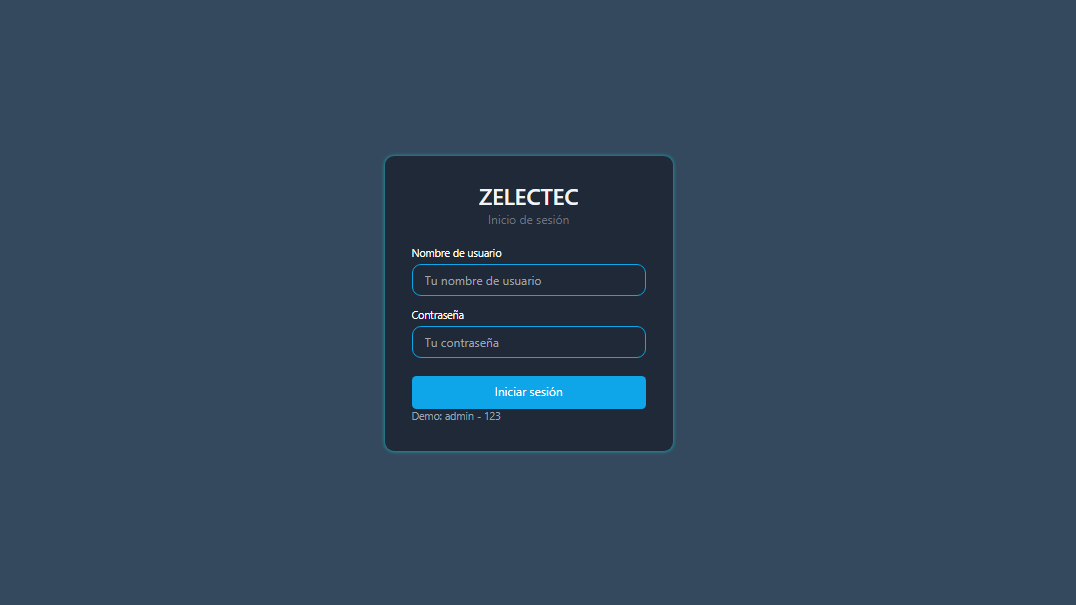 ZELECTEC
Inicio de sesión
Nombre de usuario
Tu nombre de usuario
Contraseña
Tu contraseña
Iniciar sesión
Demo: admin - 123